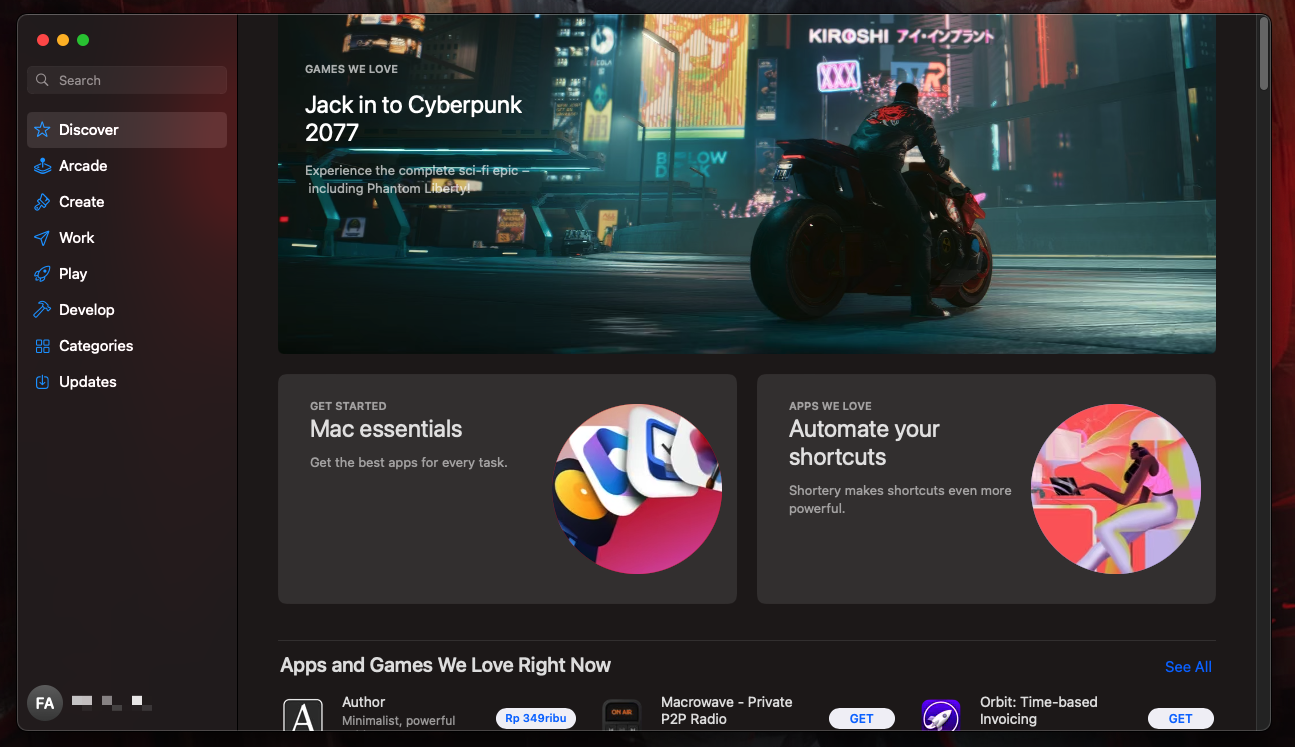 Search
Discover
Arcade
Create
Work
Play
Develop
Categories
Updates
FA
KIROSHI アイ・インプラント
XXX
GAMES WE LOVE
Jack in to Cyberpunk
2077
Experience the complete sci-fi epic –
including Phantom Liberty!
GET STARTED
Mac essentials
Get the best apps for every task.
APPS WE LOVE
Automate your
shortcuts
Shortery makes shortcuts even more
powerful.
Apps and Games We Love Right Now
See All
A
Author
Minimalist, powerful
Rp 349ribu
ON AIR
Macrowave - Private
P2P Radio
GET
Orbit: Time-based
Invoicing
GET